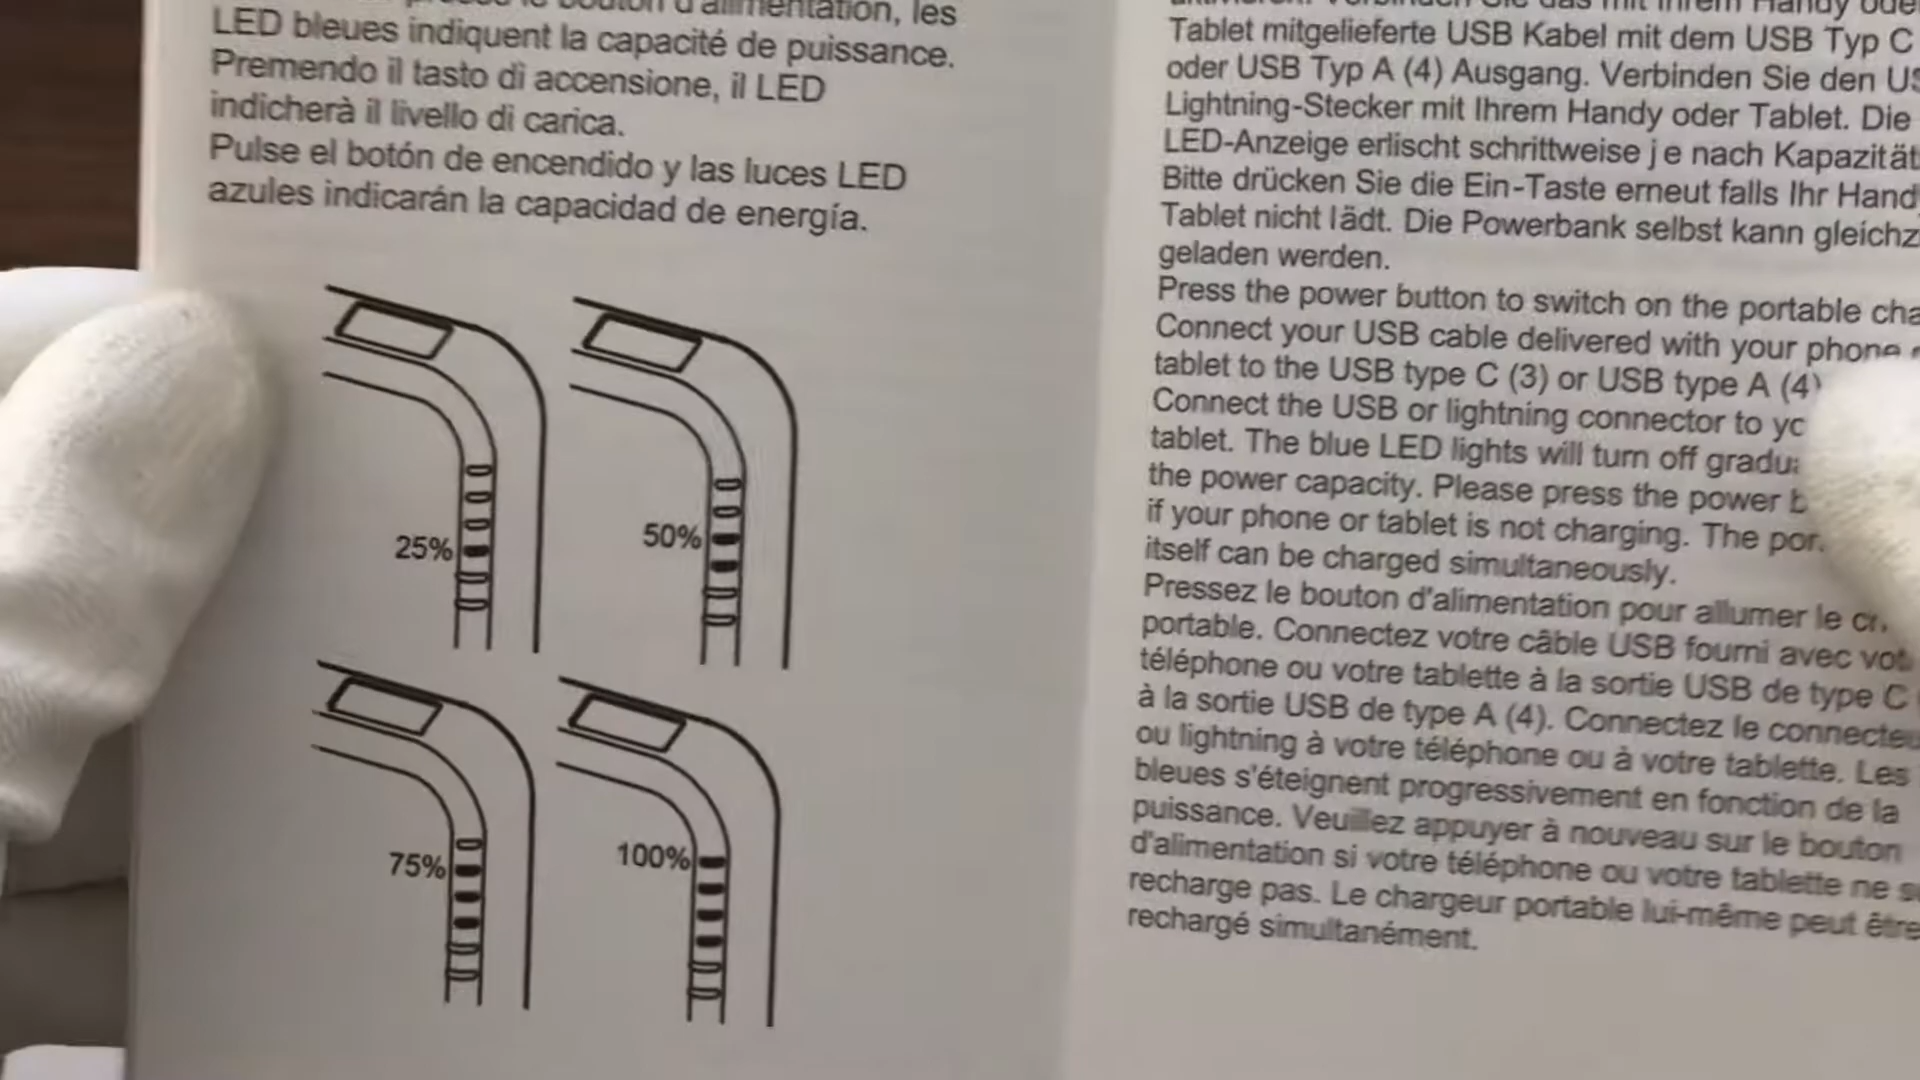 d'alimentation, les
LED bleues indiquent la capacité de puissance.
Premendo il tasto di accensione, il LED
indicherà il livello di carica.
Pulse el botón de encendido y las luces LED
azules indicarán la capacidad de energía.
25%
50%
75%
100%
Tablet mitgelieferte USB Kabel mit dem USB Typ C
oder USB Typ A (4) Ausgang. Verbinden Sie den
Lightning-Stecker mit Ihrem Handy oder Tablet. Die
LED-Anzeige erlischt schrittweise je nach Kapazität
Bitte drücken Sie die Ein-Taste erneut falls Ihr
Tablet nicht lädt. Die Powerbank selbst kann
geladen werden.
Press the power button to switch on the portable
Connect your USB cable delivered with your phone
tablet to the USB type C (3) or USB type A (4)
Connect the USB or lightning connector to
tablet. The blue LED lights will turn off
the power capacity. Please press the power
if your phone or tablet is not charging. The
itself can be charged simultaneously.
Pressez le bouton d'alimentation pour allumer le
portable. Connectez votre câble USB fourni avec
téléphone ou votre tablette à la sortie USB de type C
à la sortie USB de type A (4). Connectez le
ou lightning à votre téléphone ou à votre tablette. Les
bleues s'éteignent progressivement en fonction de la
puissance. Veuillez appuyer à nouveau sur le bouton
d'alimentation si votre téléphone ou votre tablette ne
recharge pas. Le chargeur portable lui-même peut être
rechargé simultanément.